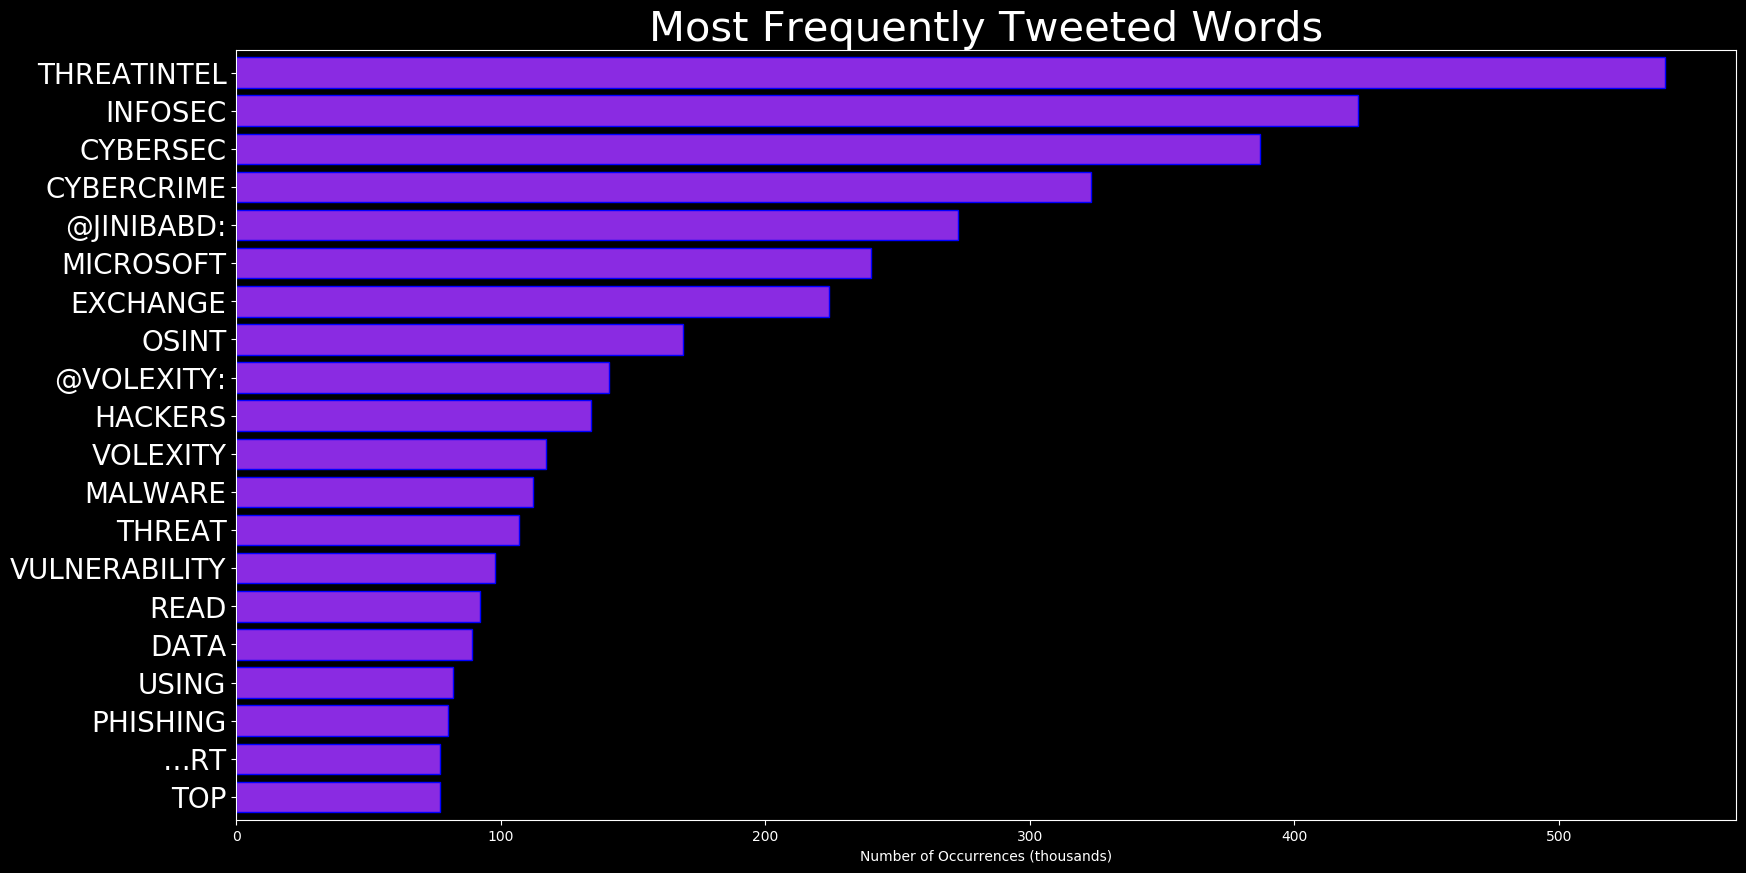 Most Frequently Tweeted Words
THREATINTEL
INFOSEC
CYBERSEC
CYBERCRIME
@JINIBABD:
MICROSOFT
EXCHANGE
OSINT
@VOLEXITY:
HACKERS
VOLEXITY
MALWARE
THREAT
VULNERABILITY
READ
DATA
USING
PHISHING
…RT
TOP
0 100 200 300 400 500
Number of Occurrences (thousands)